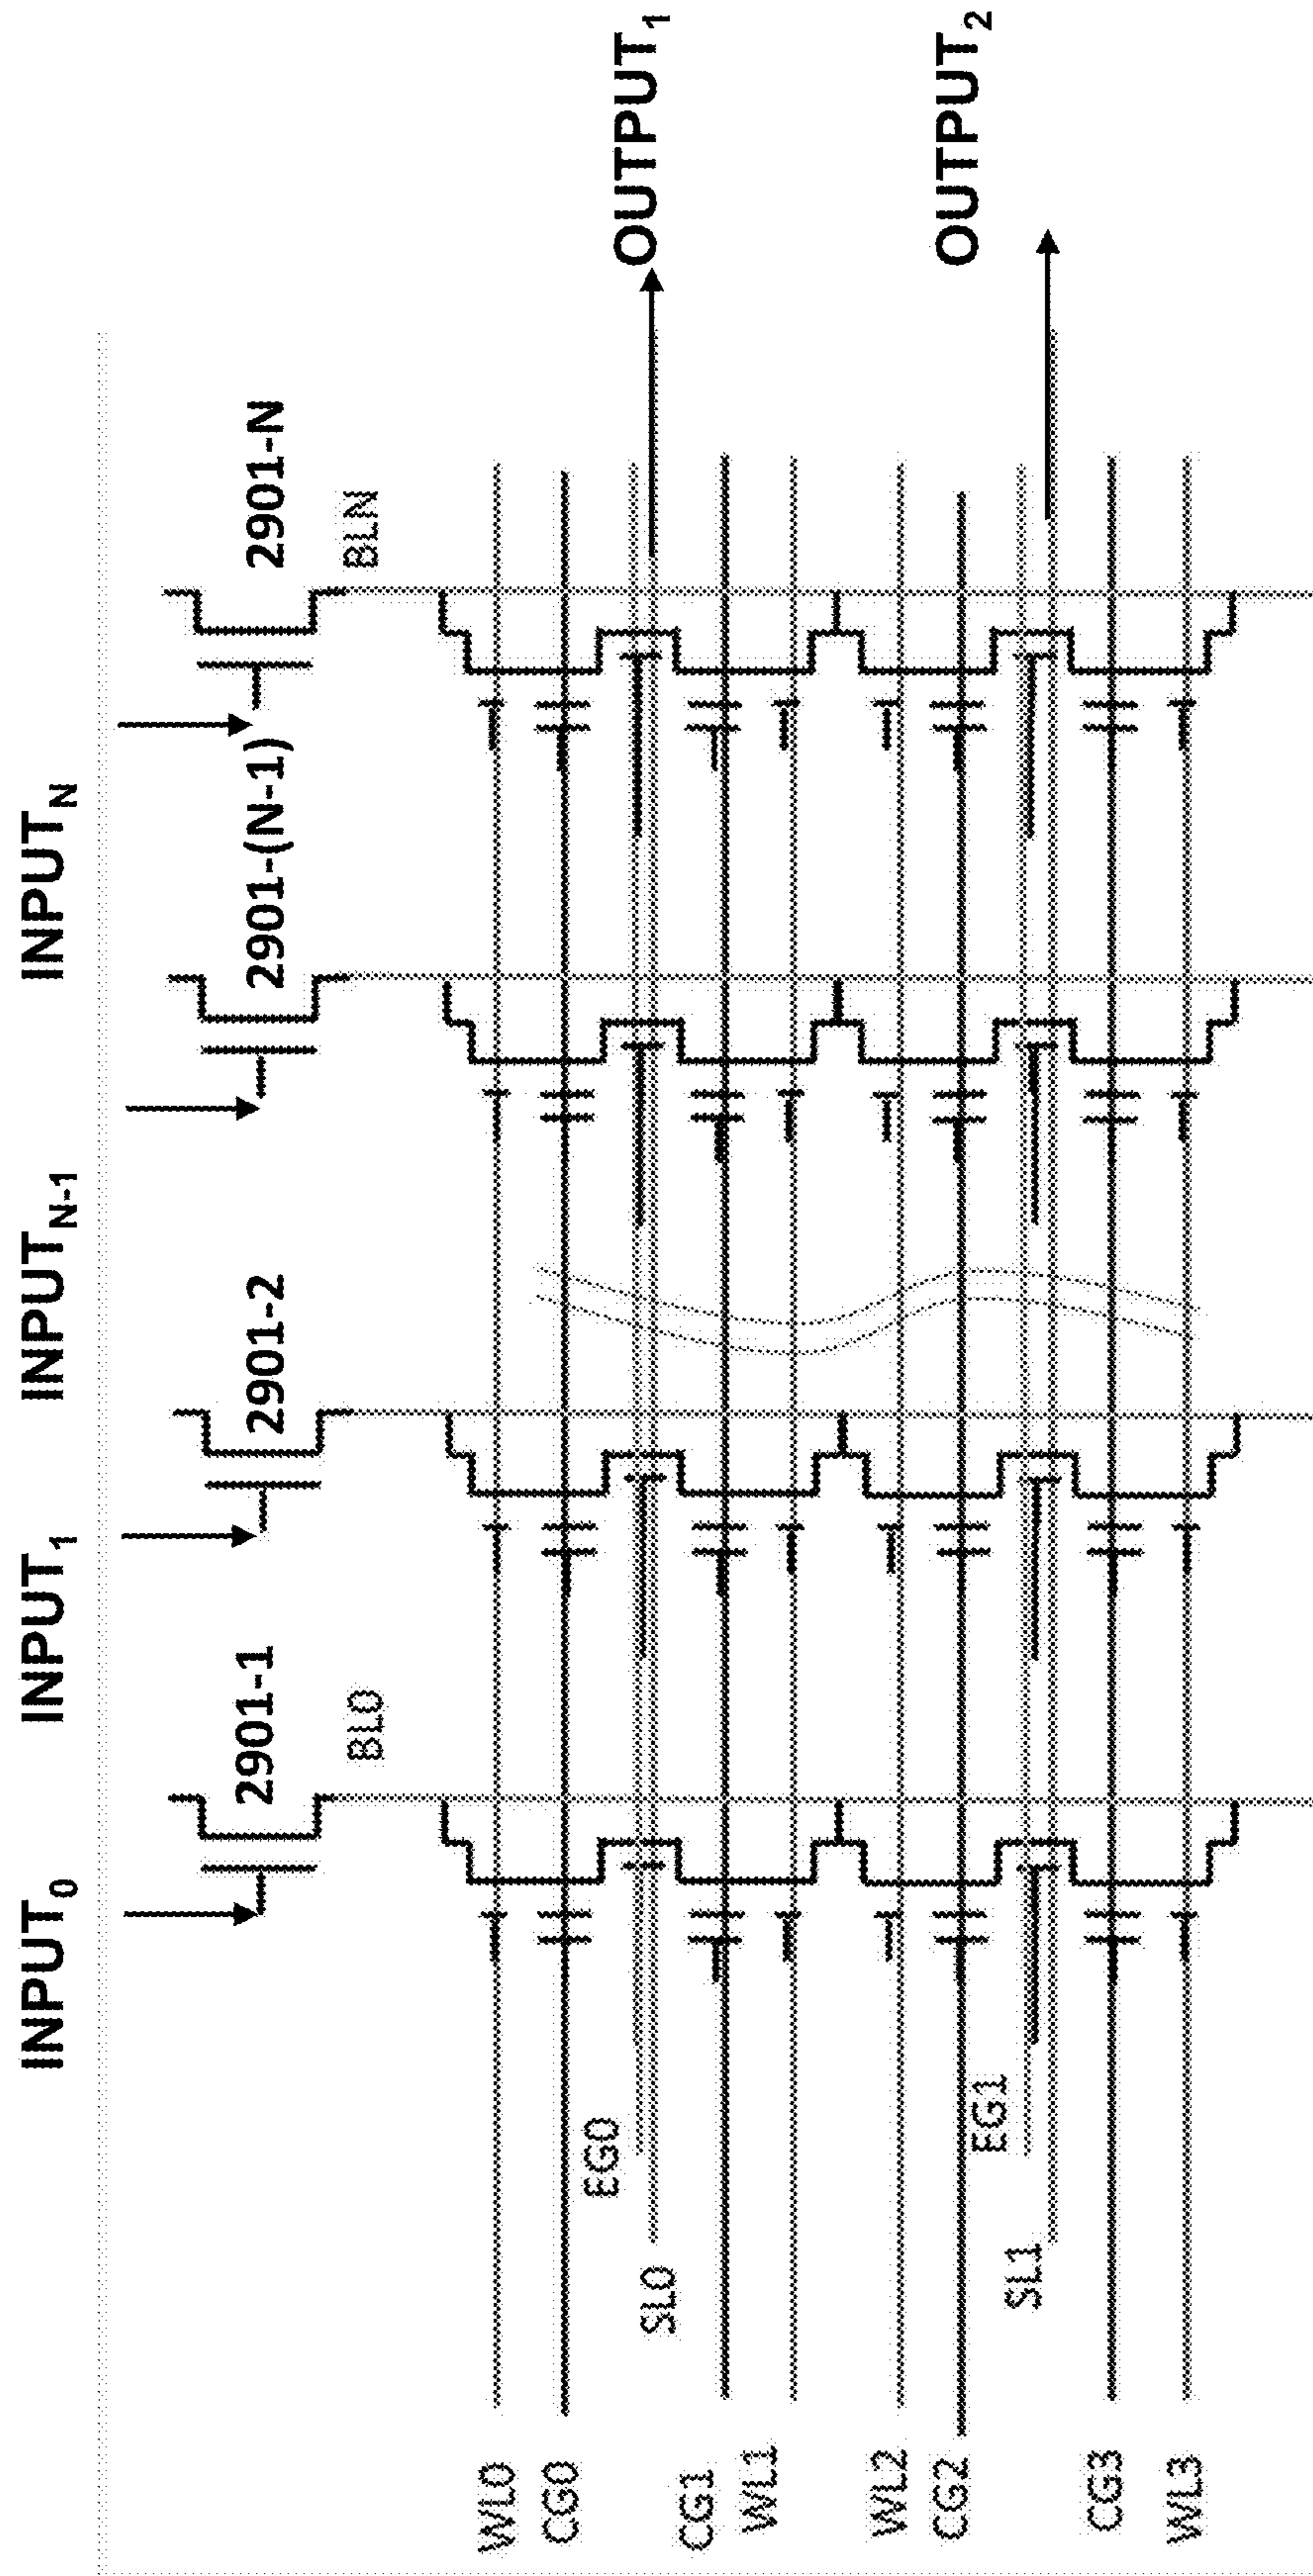 INPUT0 INPUT1 INPUTN-1 INPUTN
2901-1 2901-2 2901-(N-1) 2901-N
BL0 BLN
WL0
CG0
EG0
SL0 OUTPUT1
CG1
WL1
WL2
CG2
EG1
SL1 OUTPUT2
CG3
WL3